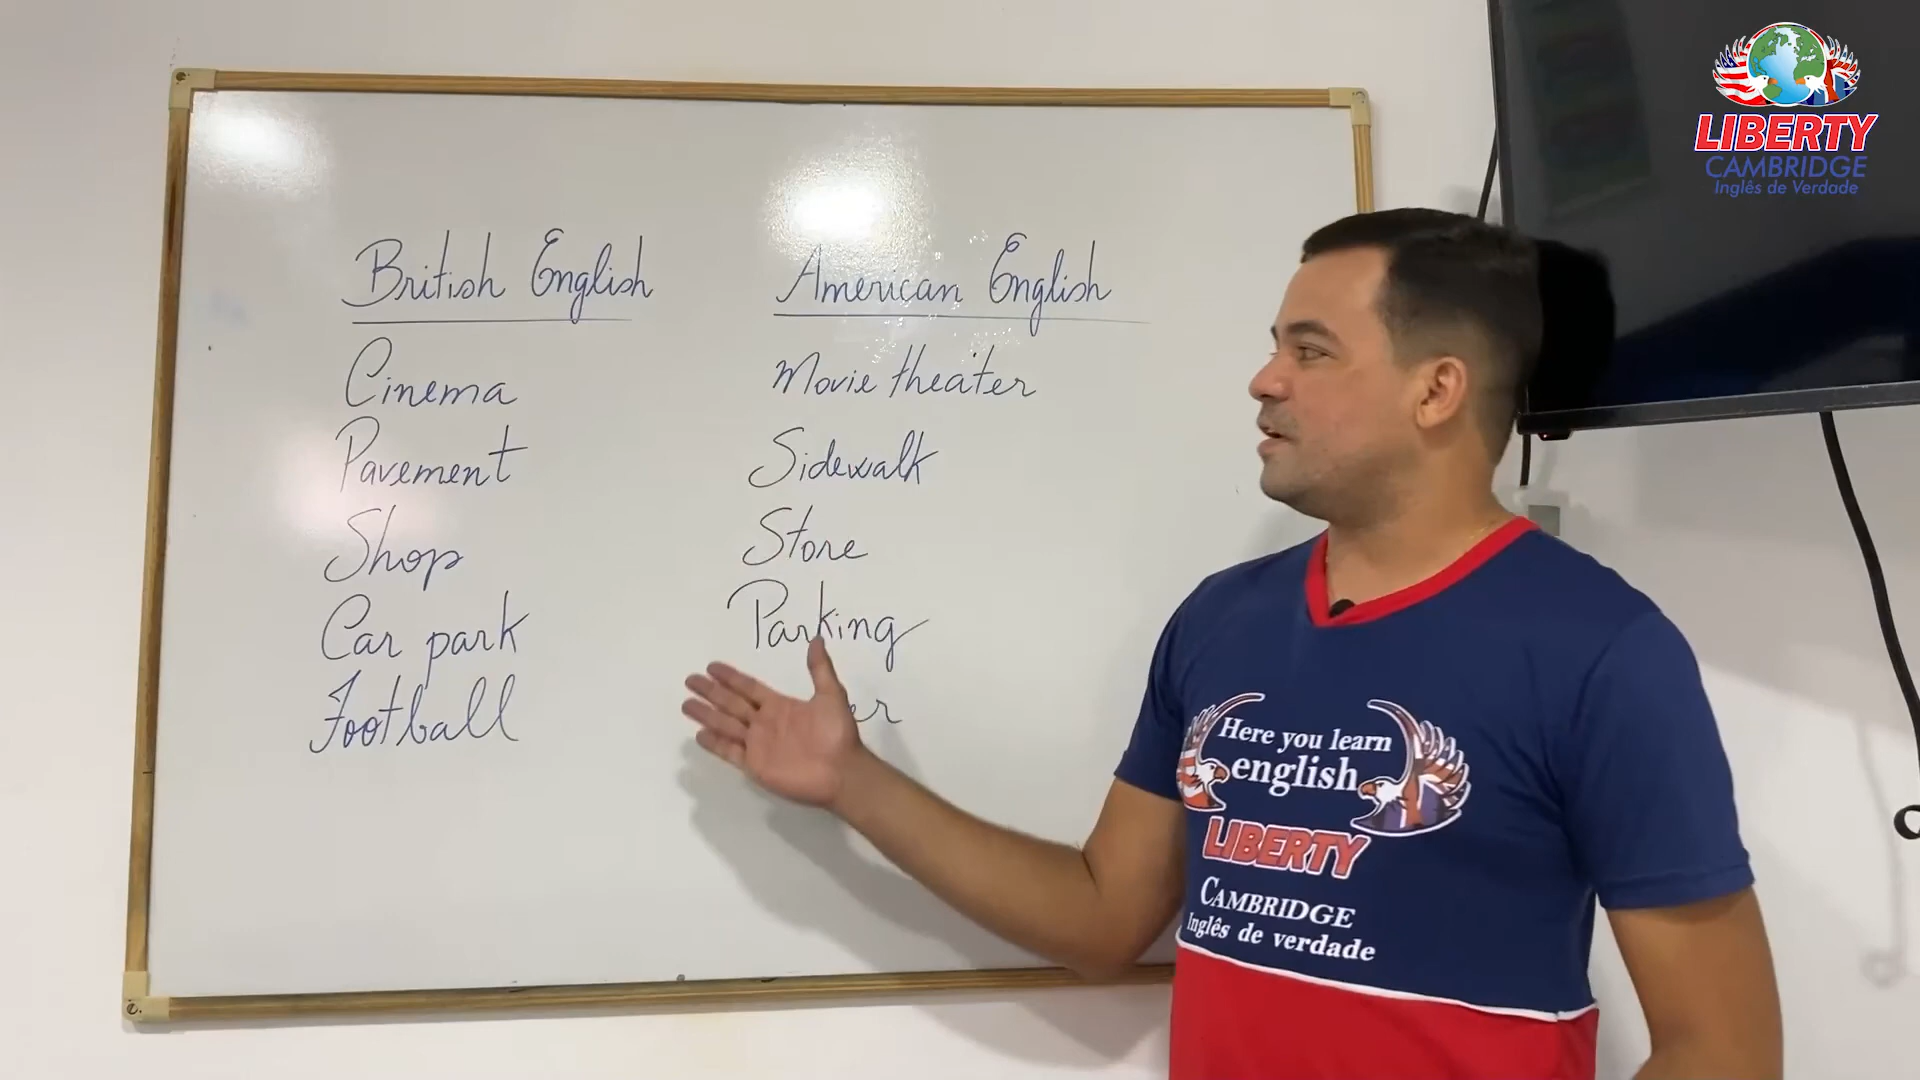 LIBERTY
CAMBRIDGE
Inglês de Verdade
British English American English
Cinema Movie theater
Pavement Sidewalk
Shop Store
Car park Parking
Football
Here you learn
english
LIBERTY
CAMBRIDGE
Inglês de verdade